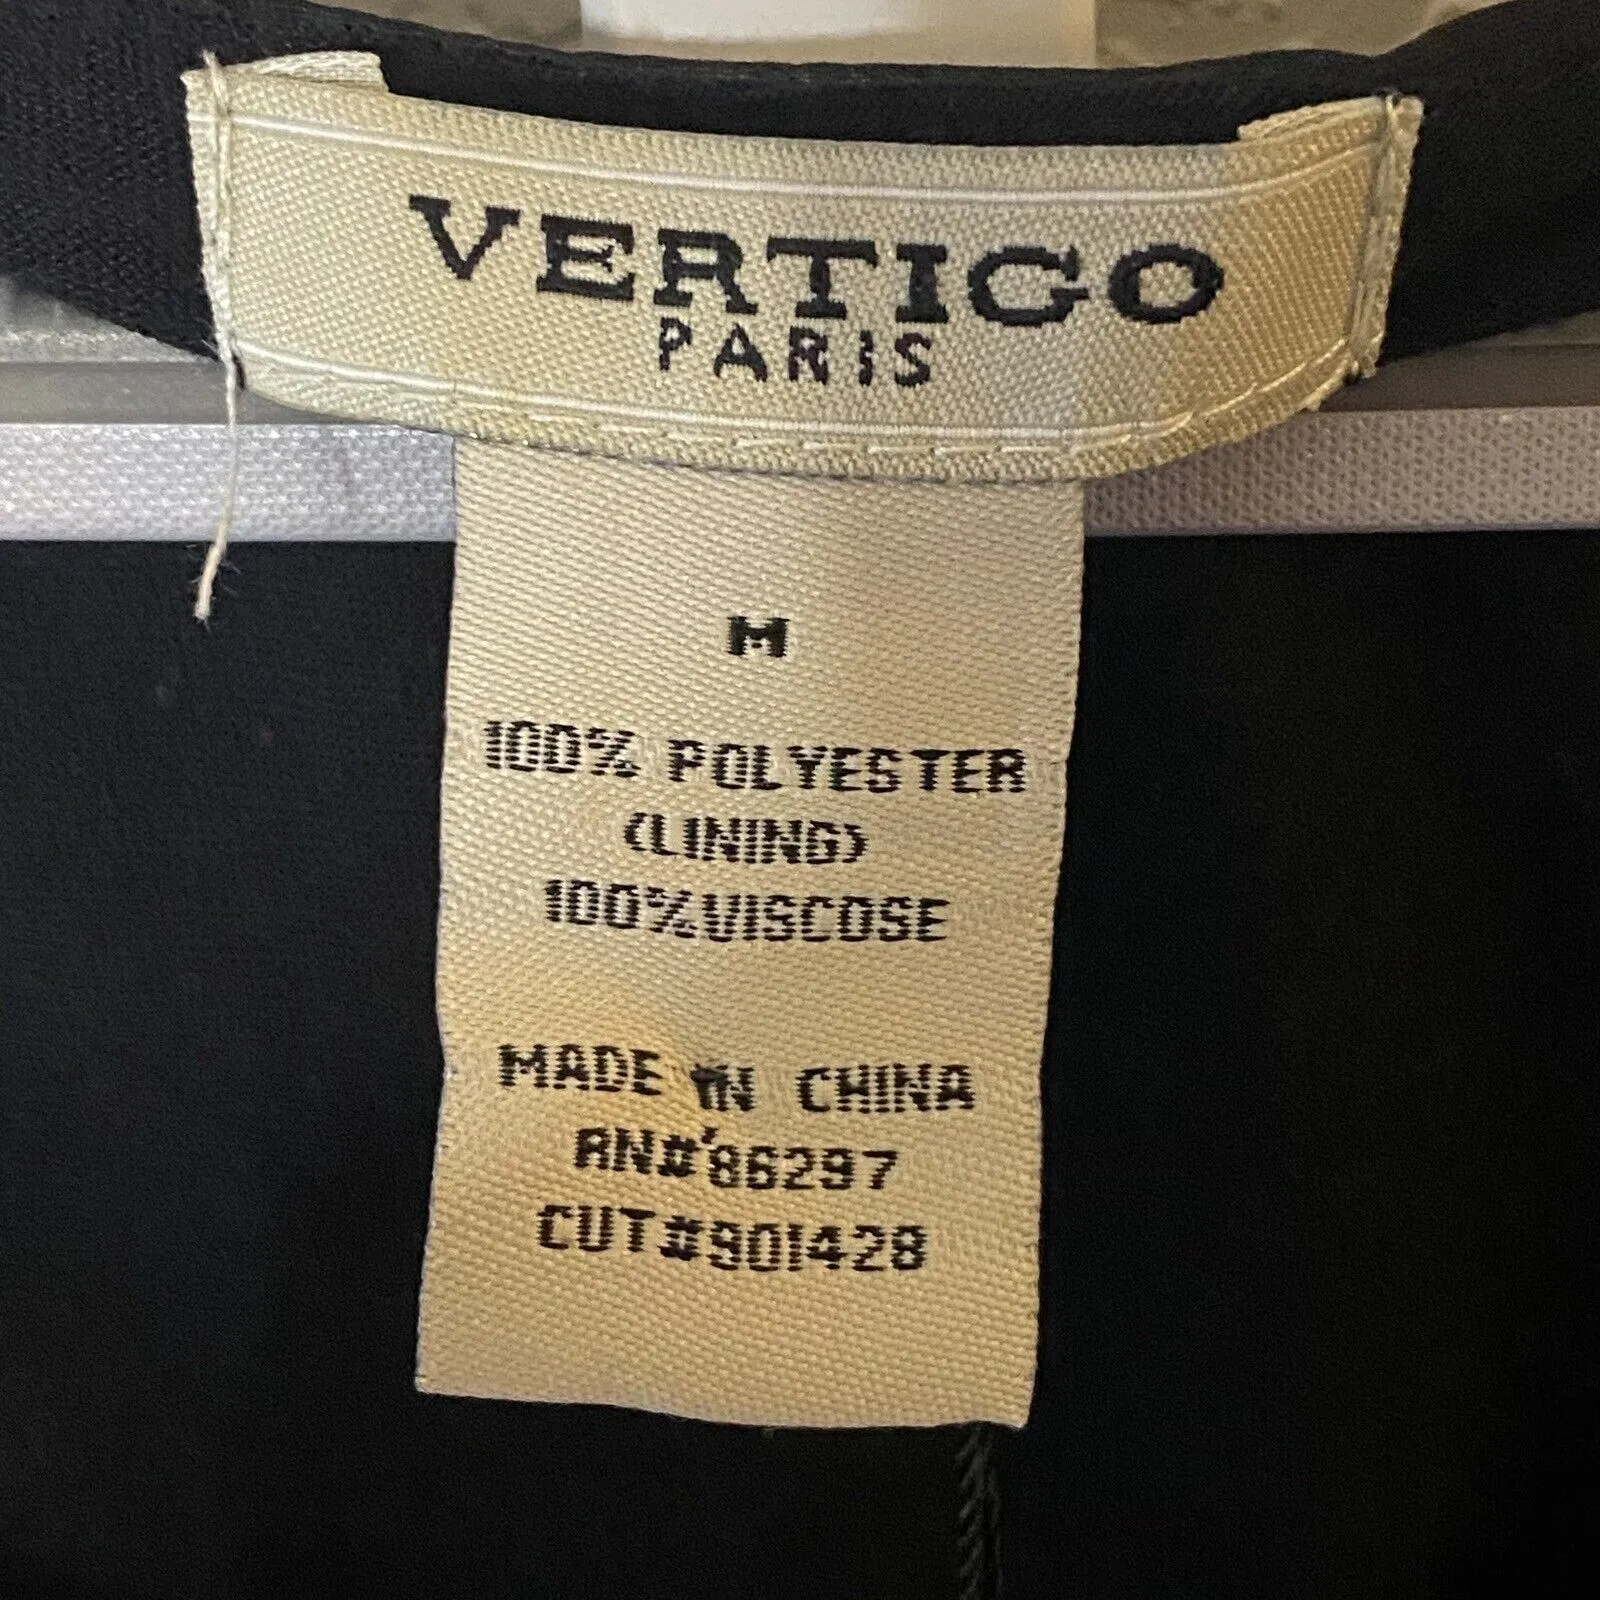 VERTIGO
PARIS
M
100% POLYESTER
(LINING)
100%VISCOSE
MADE IN CHINA
RN#86297
CUT#901428